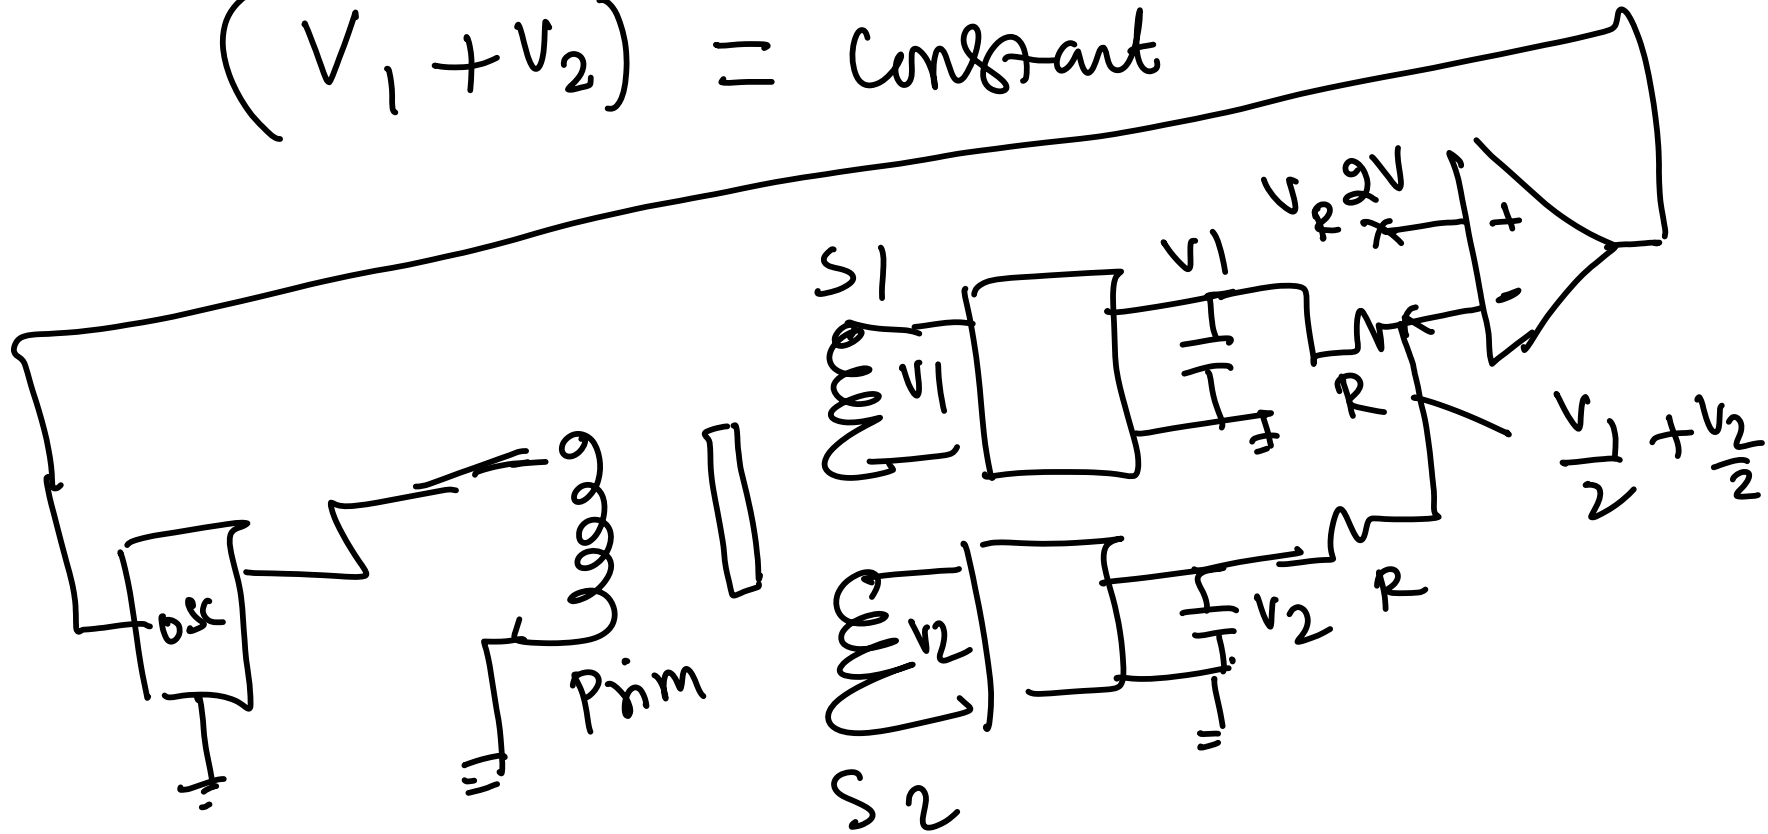 (V1 + V2) = Constant
VR 2V
+
-
S1
V1
V1
R
V1/2 + V2/2
osc
Prim
V2
V2
R
S2